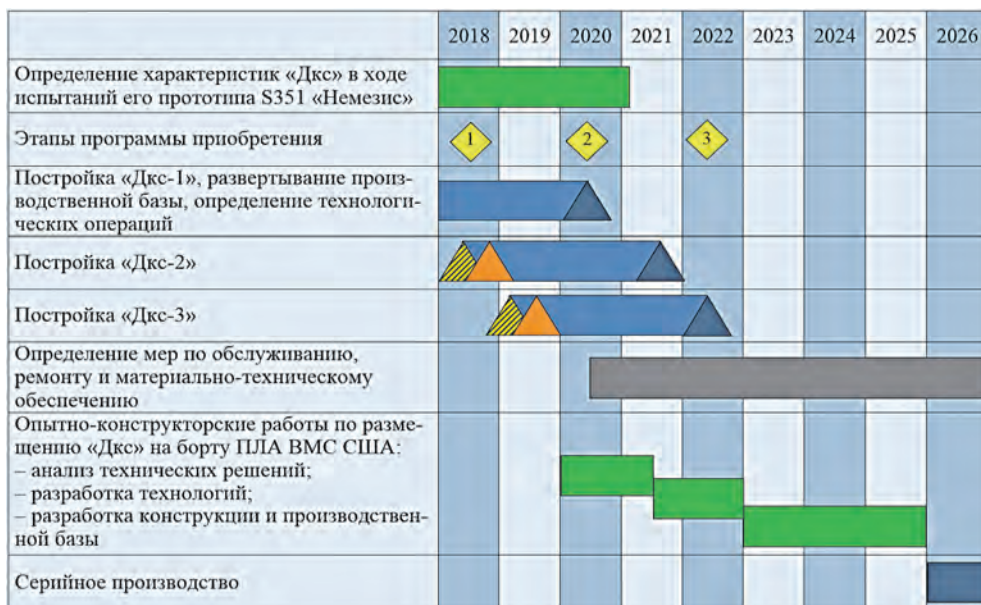 2018 2019 2020 2021 2022 2023 2024 2025 2026
Определение характеристик «Дкс» в ходе
испытаний его прототипа S351 «Немезис»
Этапы программы приобретения
1 2 3
Постройка «Дкс-1», развертывание произ-
водственной базы, определение технологи-
ческих операций
Постройка «Дкс-2»
Постройка «Дкс-3»
Определение мер по обслуживанию,
ремонту и материально-техническому
обеспечению
Опытно-конструкторские работы по разме-
щению «Дкс» на борту ПЛА ВМС США:
– анализ технических решений;
– разработка технологий;
– разработка конструкции и производствен-
ной базы
Серийное производство